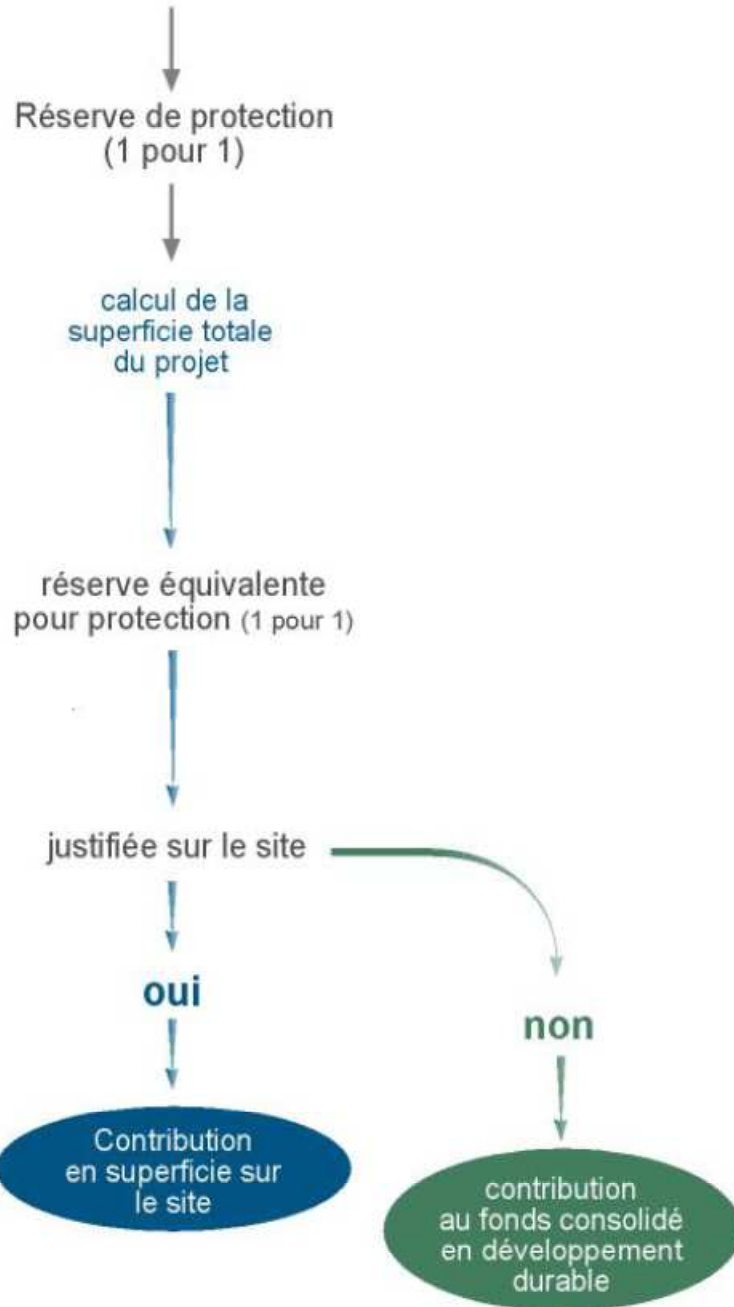 Réserve de protection
(1 pour 1)
calcul de la
superficie totale
du projet
réserve équivalente
pour protection (1 pour 1)
justifiée sur le site
oui
non
Contribution
en superficie sur
le site
contribution
au fonds consolidé
en développement
durable